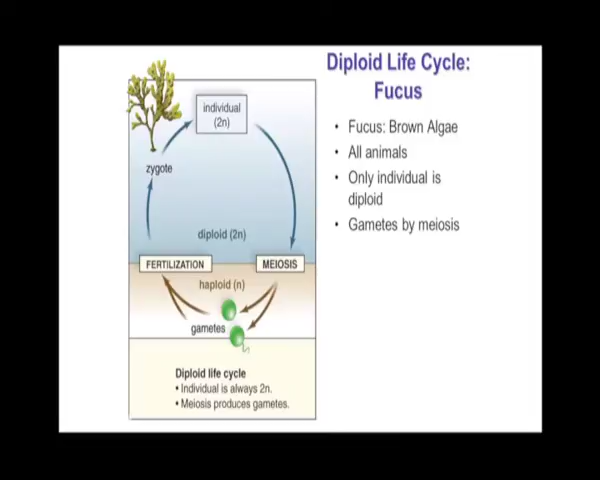 Diploid Life Cycle:
Fucus
• Fucus: Brown Algae
• All animals
• Only individual is
diploid
• Gametes by meiosis
individual
(2n)
zygote
diploid (2n)
FERTILIZATION
MEIOSIS
haploid (n)
gametes
Diploid life cycle
• Individual is always 2n.
• Meiosis produces gametes.